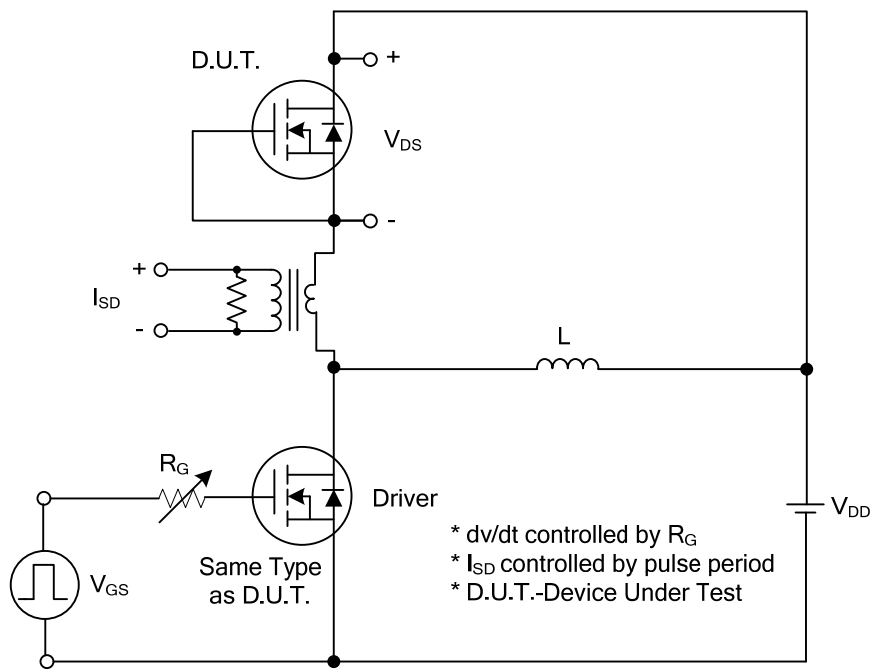 D.U.T.
+
VDS
-
+
ISD
-
L
RG
Driver
VDD
VGS
Same Type
as D.U.T.
* dv/dt controlled by RG
* ISD controlled by pulse period
* D.U.T.-Device Under Test